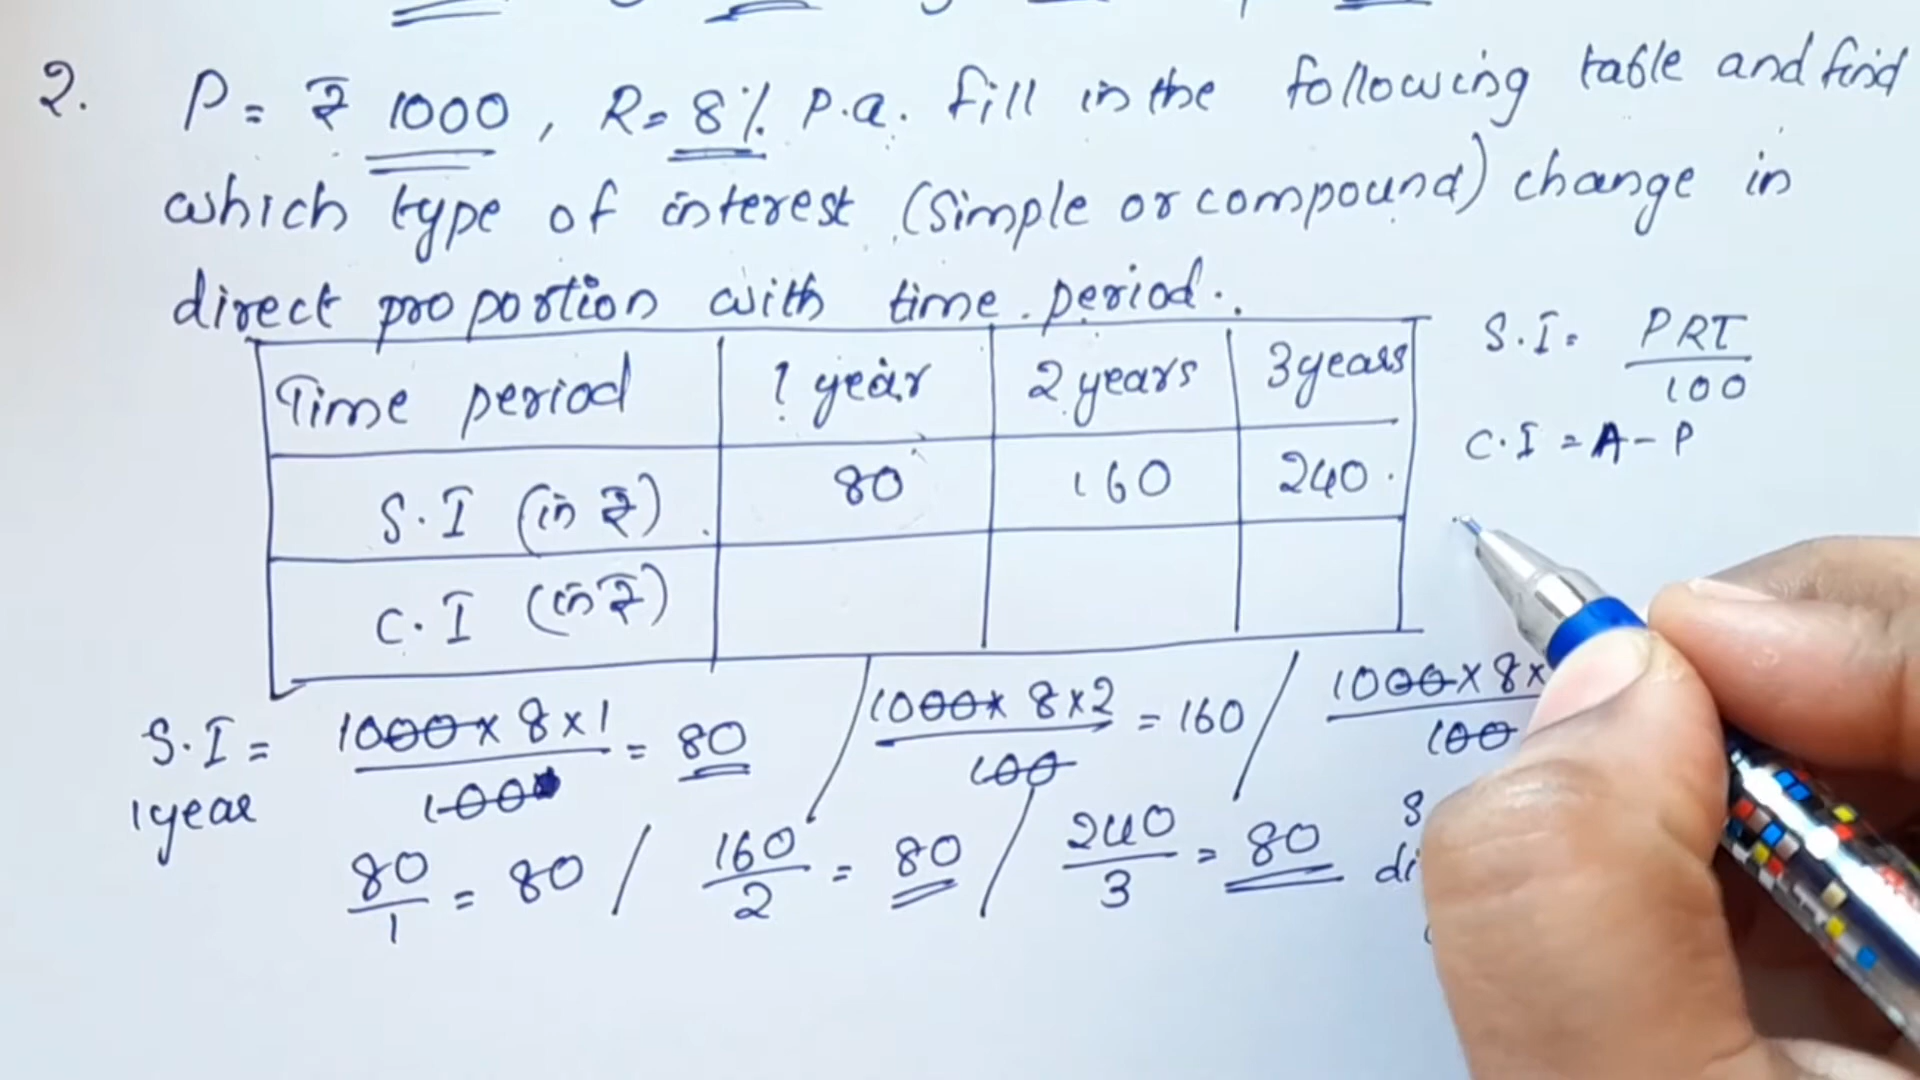 2. P = ₹ 1000, R = 8% P.a. fill in the following table and find
which type of interest (simple or compound) change in
direct proportion with time period.
Time period 1 year 2 years 3 years
S.I (in ₹) 80 160 240
C.I (in ₹)
S.I = PRT/100
C.I = A - P
S.I = 1000 x 8 x 1/100 = 80 / 1000 x 8 x 2/100 = 160 / 1000 x 8 x/100
1 year
80/1 = 80 / 160/2 = 80 / 240/3 = 80